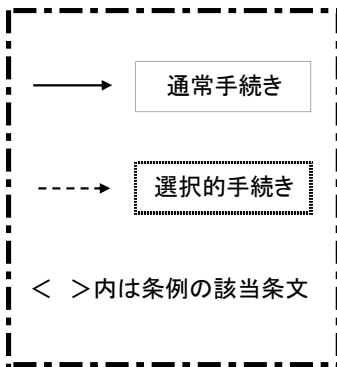 通常手続き
選択的手続き
＜　＞内は条例の該当条文